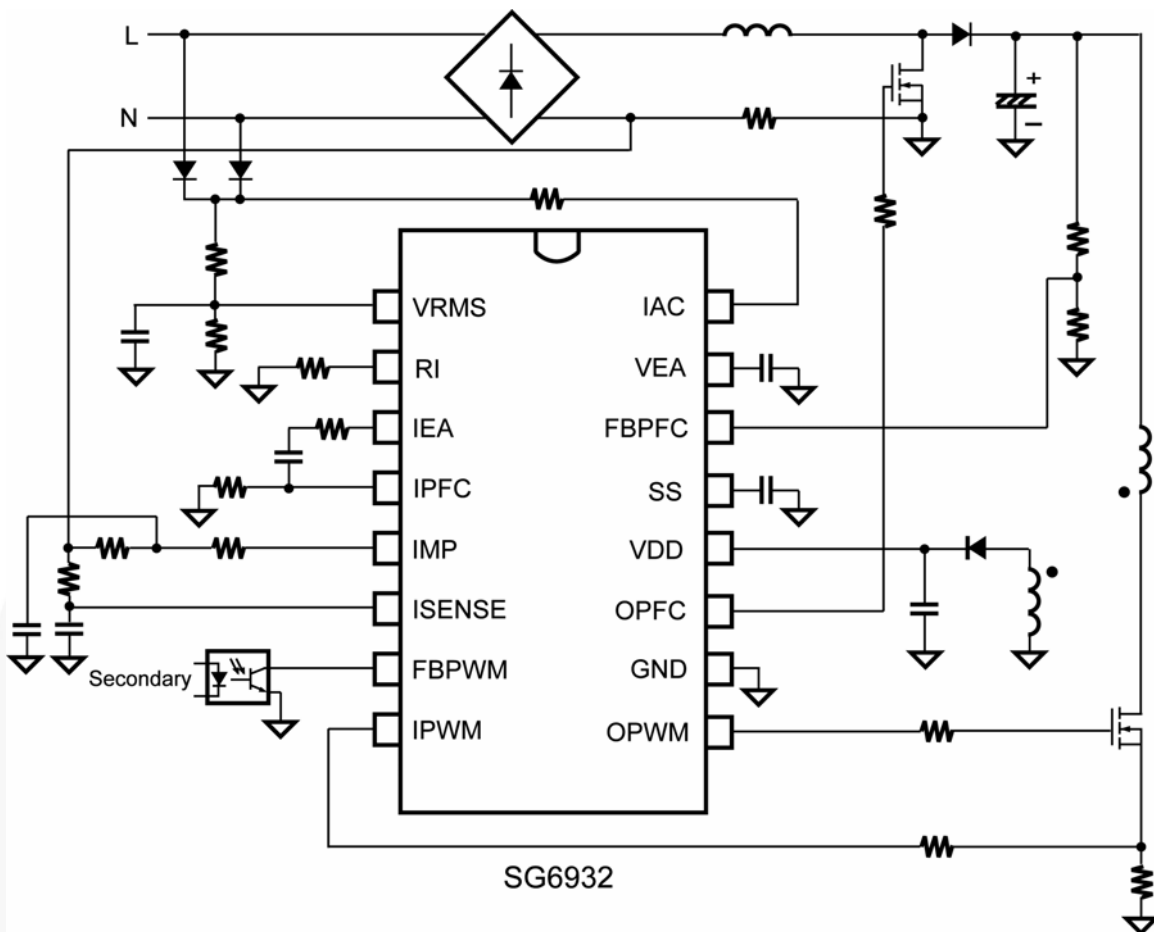 L
N
+
−
VRMS
IAC
RI
VEA
IEA
FBPFC
IPFC
SS
IMP
VDD
ISENSE
OPFC
Secondary
FBPWM
GND
IPWM
OPWM
SG6932